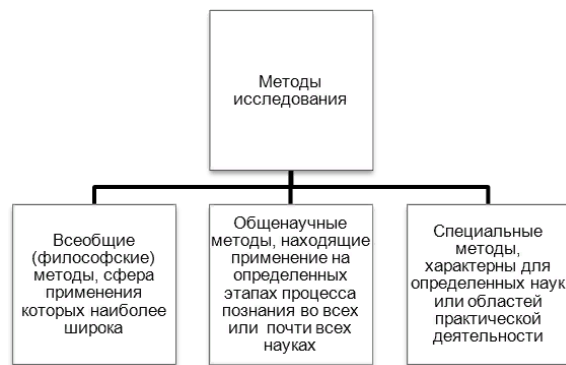 Методы
исследования
Всеобщие
(философские)
методы, сфера
применения
которых наиболее
широка
Общенаучные
методы, находящие
применение на
определенных
этапах процесса
познания во всех
или почти всех
науках
Специальные
методы,
характерны для
определенных наук
или областей
практической
деятельности